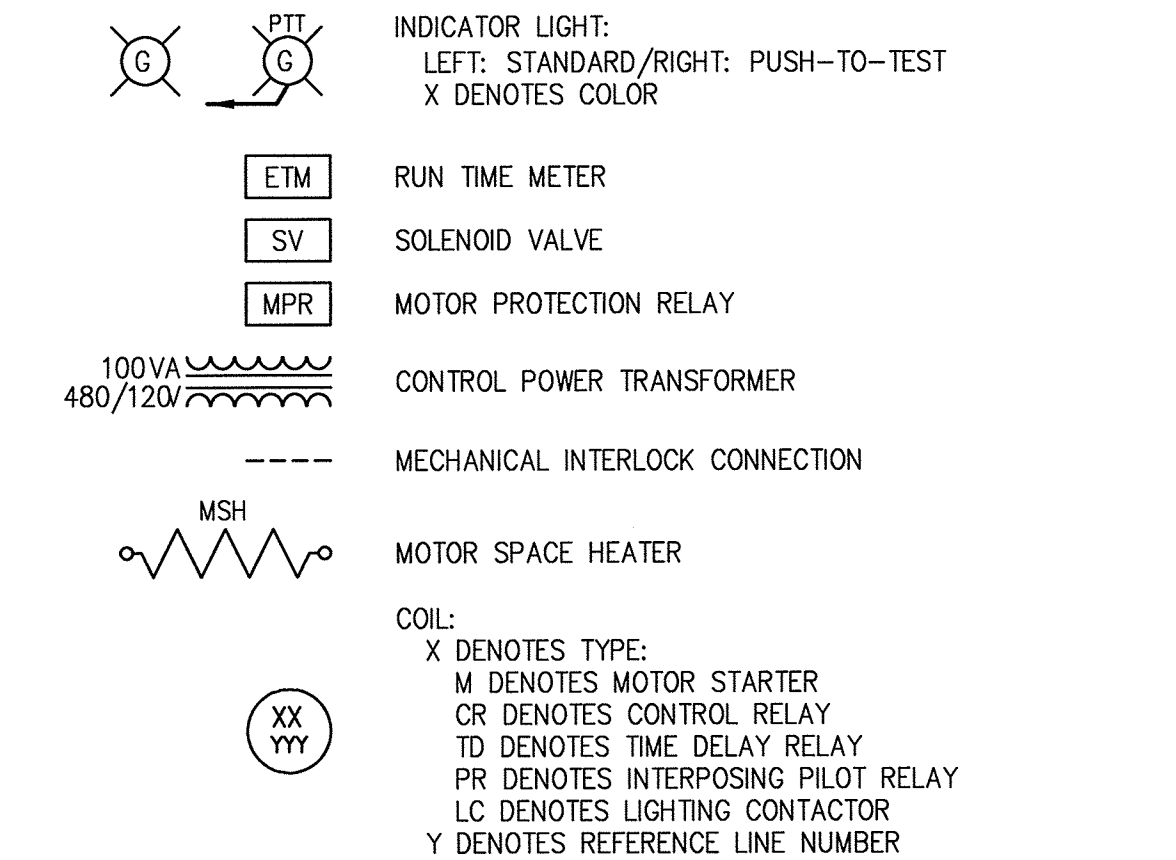 PTT
G G
INDICATOR LIGHT:
LEFT: STANDARD/RIGHT: PUSH-TO-TEST
X DENOTES COLOR
ETM RUN TIME METER
SV SOLENOID VALVE
MPR MOTOR PROTECTION RELAY
100VA
480/120V
CONTROL POWER TRANSFORMER
MECHANICAL INTERLOCK CONNECTION
MSH
MOTOR SPACE HEATER
COIL:
X DENOTES TYPE:
M DENOTES MOTOR STARTER
CR DENOTES CONTROL RELAY
TD DENOTES TIME DELAY RELAY
PR DENOTES INTERPOSING PILOT RELAY
LC DENOTES LIGHTING CONTACTOR
Y DENOTES REFERENCE LINE NUMBER
XX
YYY